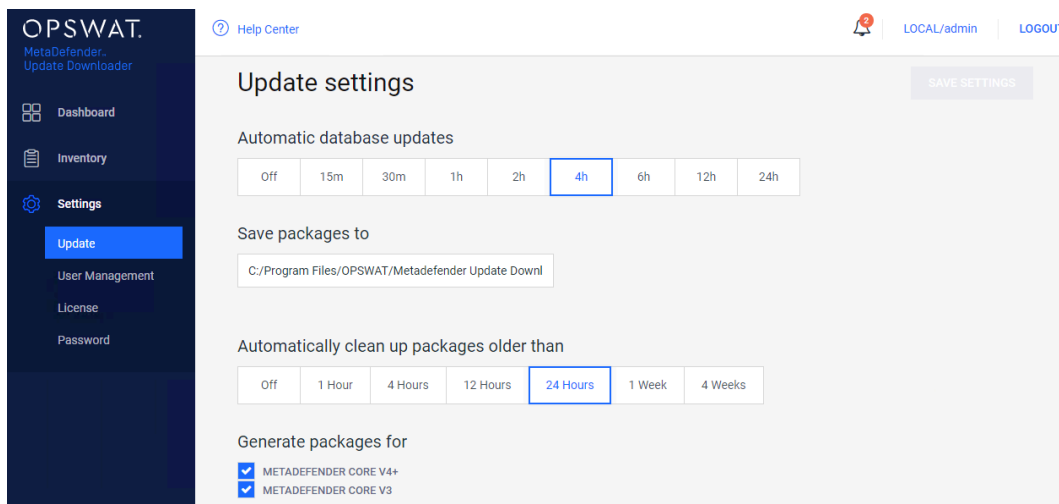 OPSWAT.
MetaDefender™
Update Downloader
Dashboard
Inventory
Settings
Update
User Management
License
Password
? Help Center
2
LOCAL/admin
LOGOUT
Update settings
SAVE SETTINGS
Automatic database updates
Off 15m 30m 1h 2h 4h 6h 12h 24h
Save packages to
C:/Program Files/OPSWAT/Metadefender Update Downl
Automatically clean up packages older than
Off 1 Hour 4 Hours 12 Hours 24 Hours 1 Week 4 Weeks
Generate packages for
METADEFENDER CORE V4+
METADEFENDER CORE V3